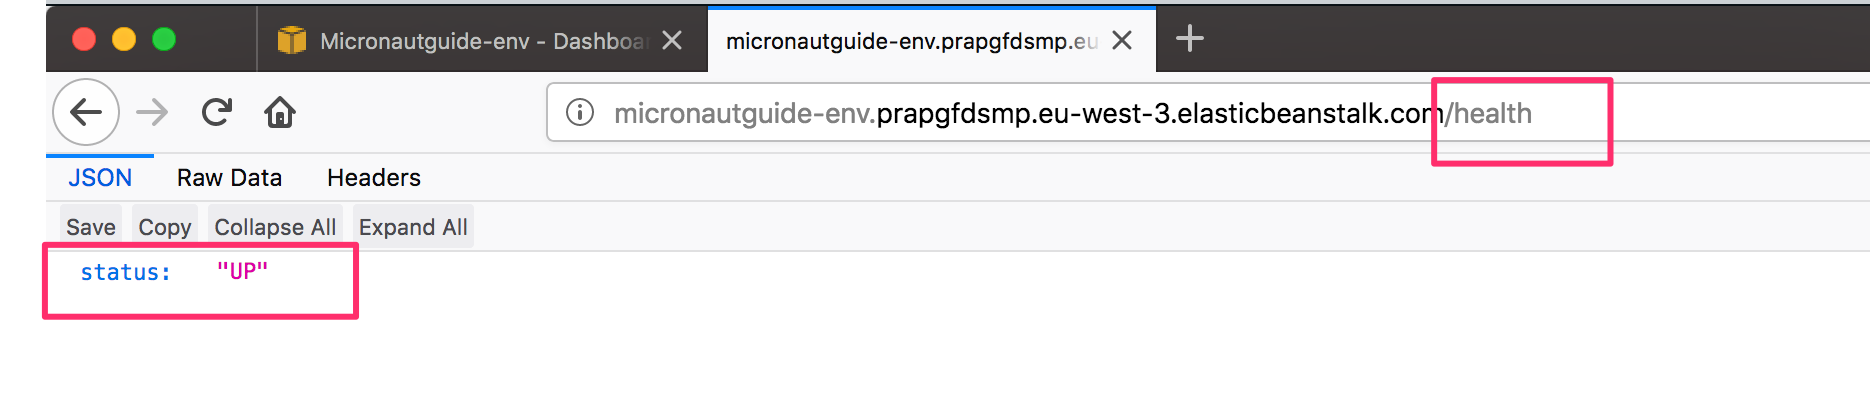 Micronautguide-env - Dashboar
micronautguide-env.prapgfdsmp.eu
micronautguide-env.prapgfdsmp.eu-west-3.elasticbeanstalk.com/health
JSON Raw Data Headers
Save Copy Collapse All Expand All
status: "UP"